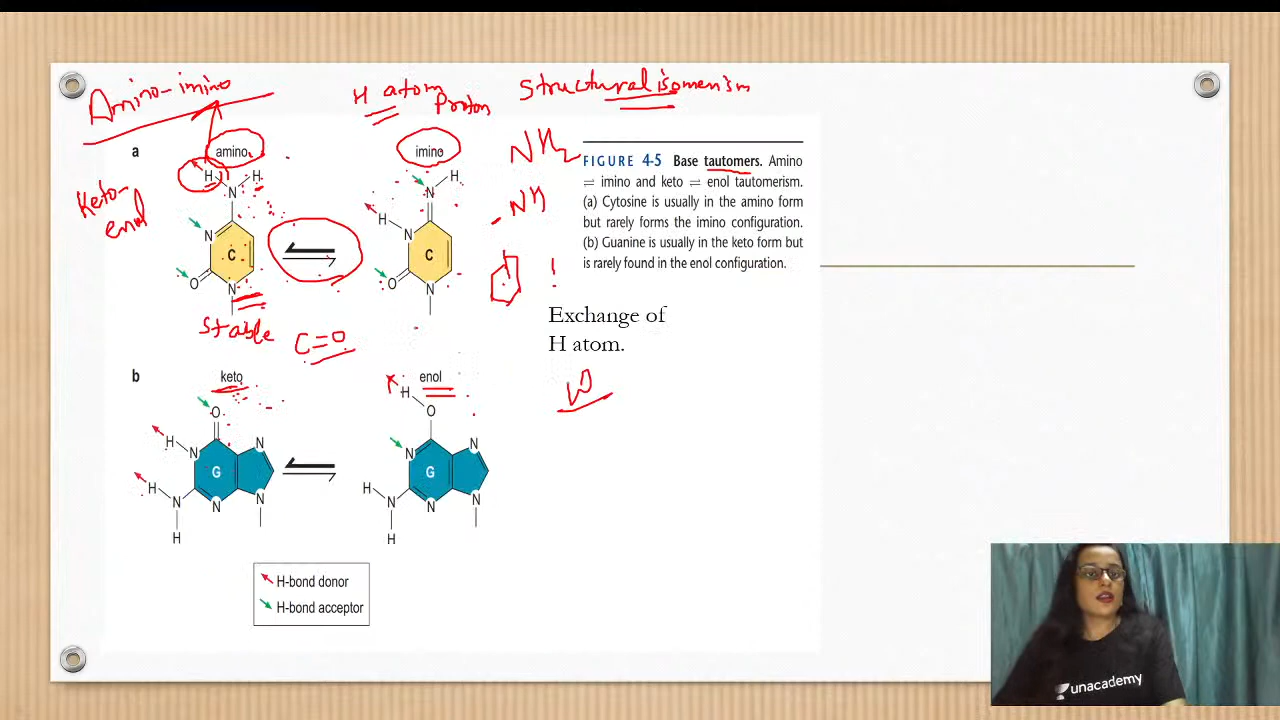 Amino-imino
H atom
Proton
Structural isomerism
a
amino
imino
NH2
FIGURE 4-5 Base tautomers. Amino
⇌ imino and keto ⇌ enol tautomerism.
(a) Cytosine is usually in the amino form
but rarely forms the imino configuration.
(b) Guanine is usually in the keto form but
is rarely found in the enol configuration.
Keto-
enol
H H
N
N
C
O
N
N H
H
N
C
O
N
- NH
!
Exchange of
H atom.
Stable
C=O
b
keto
enol
O
H
N
N
G
H
N
N
N
H
x
H
O
N
N
G
H
N
N
N
H
H-bond donor
H-bond acceptor
unacademy